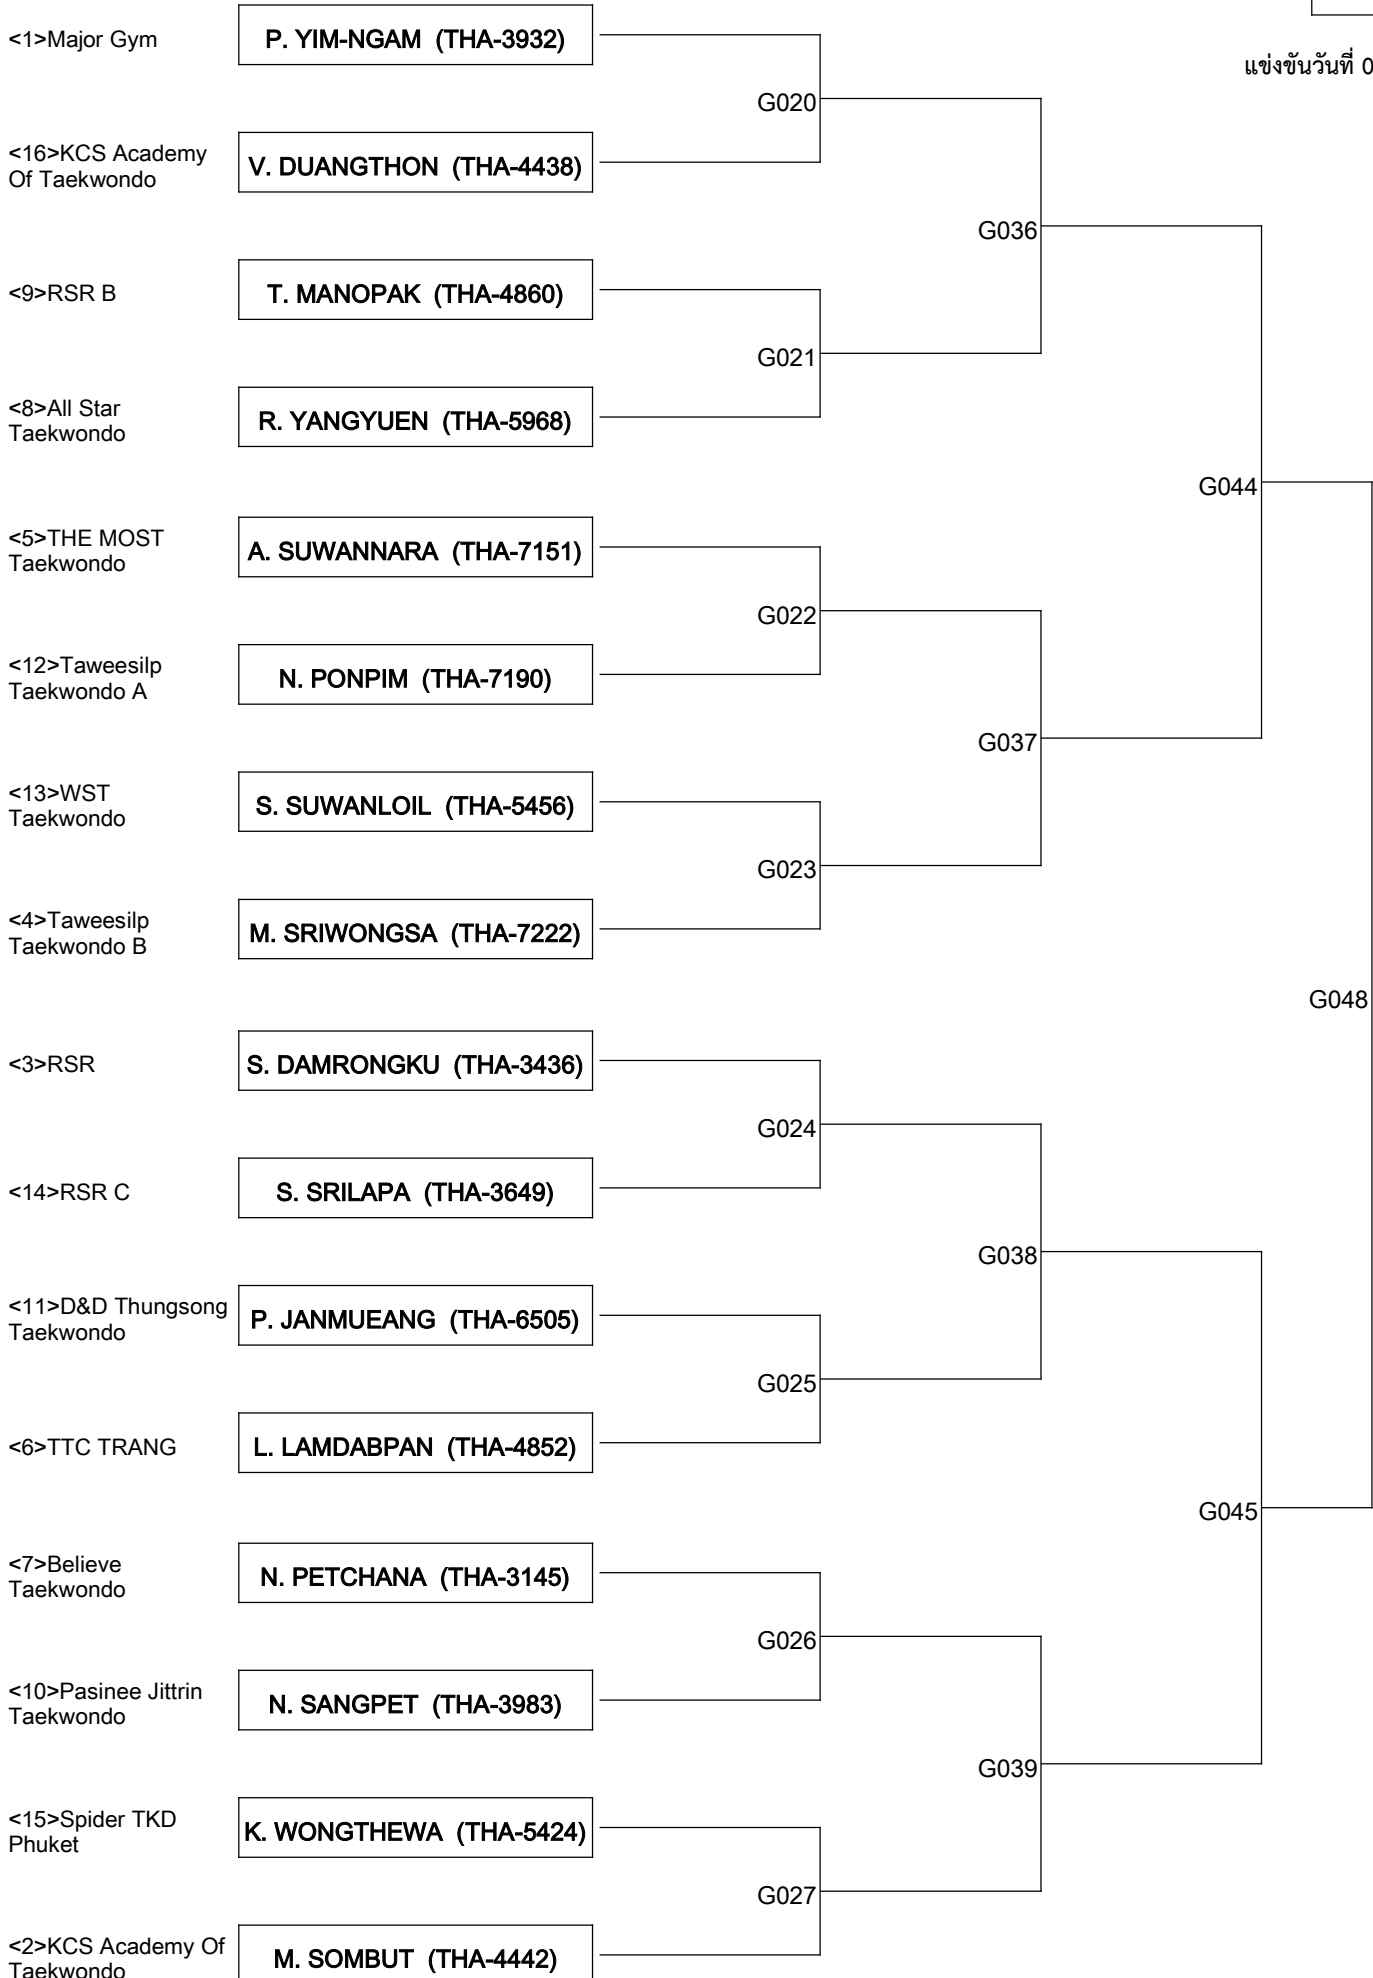 <1>Major Gym
P. YIM-NGAM (THA-3932)
แข่งขันวันที่ 0
G020
<16>KCS Academy
Of Taekwondo
V. DUANGTHON (THA-4438)
G036
<9>RSR B
T. MANOPAK (THA-4860)
G021
<8>All Star
Taekwondo
R. YANGYUEN (THA-5968)
G044
<5>THE MOST
Taekwondo
A. SUWANNARA (THA-7151)
G022
<12>Taweesilp
Taekwondo A
N. PONPIM (THA-7190)
G037
<13>WST
Taekwondo
S. SUWANLOIL (THA-5456)
G023
<4>Taweesilp
Taekwondo B
M. SRIWONGSA (THA-7222)
G048
<3>RSR
S. DAMRONGKU (THA-3436)
G024
<14>RSR C
S. SRILAPA (THA-3649)
G038
<11>D&D Thungsong
Taekwondo
P. JANMUEANG (THA-6505)
G025
<6>TTC TRANG
L. LAMDABPAN (THA-4852)
G045
<7>Believe
Taekwondo
N. PETCHANA (THA-3145)
G026
<10>Pasinee Jittrin
Taekwondo
N. SANGPET (THA-3983)
G039
<15>Spider TKD
Phuket
K. WONGTHEWA (THA-5424)
G027
<2>KCS Academy Of
Taekwondo
M. SOMBUT (THA-4442)